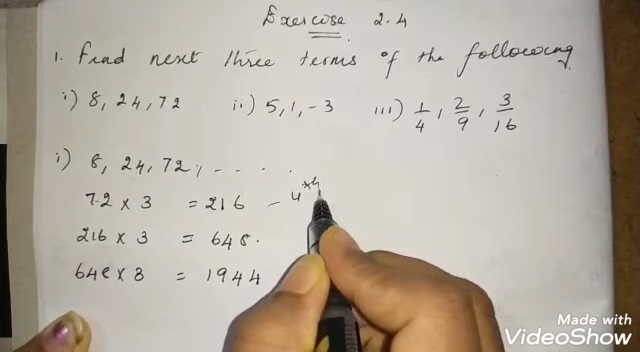 Exercise 2.4
1. Find next three terms of the following
i) 8, 24, 72 ii) 5, 1, -3 iii) 1/4, 2/9, 3/16
i) 8, 24, 72, - - - - .
72 × 3 = 216 - 4th
216 × 3 = 648.
648 × 3 = 1944
Made with
VideoShow